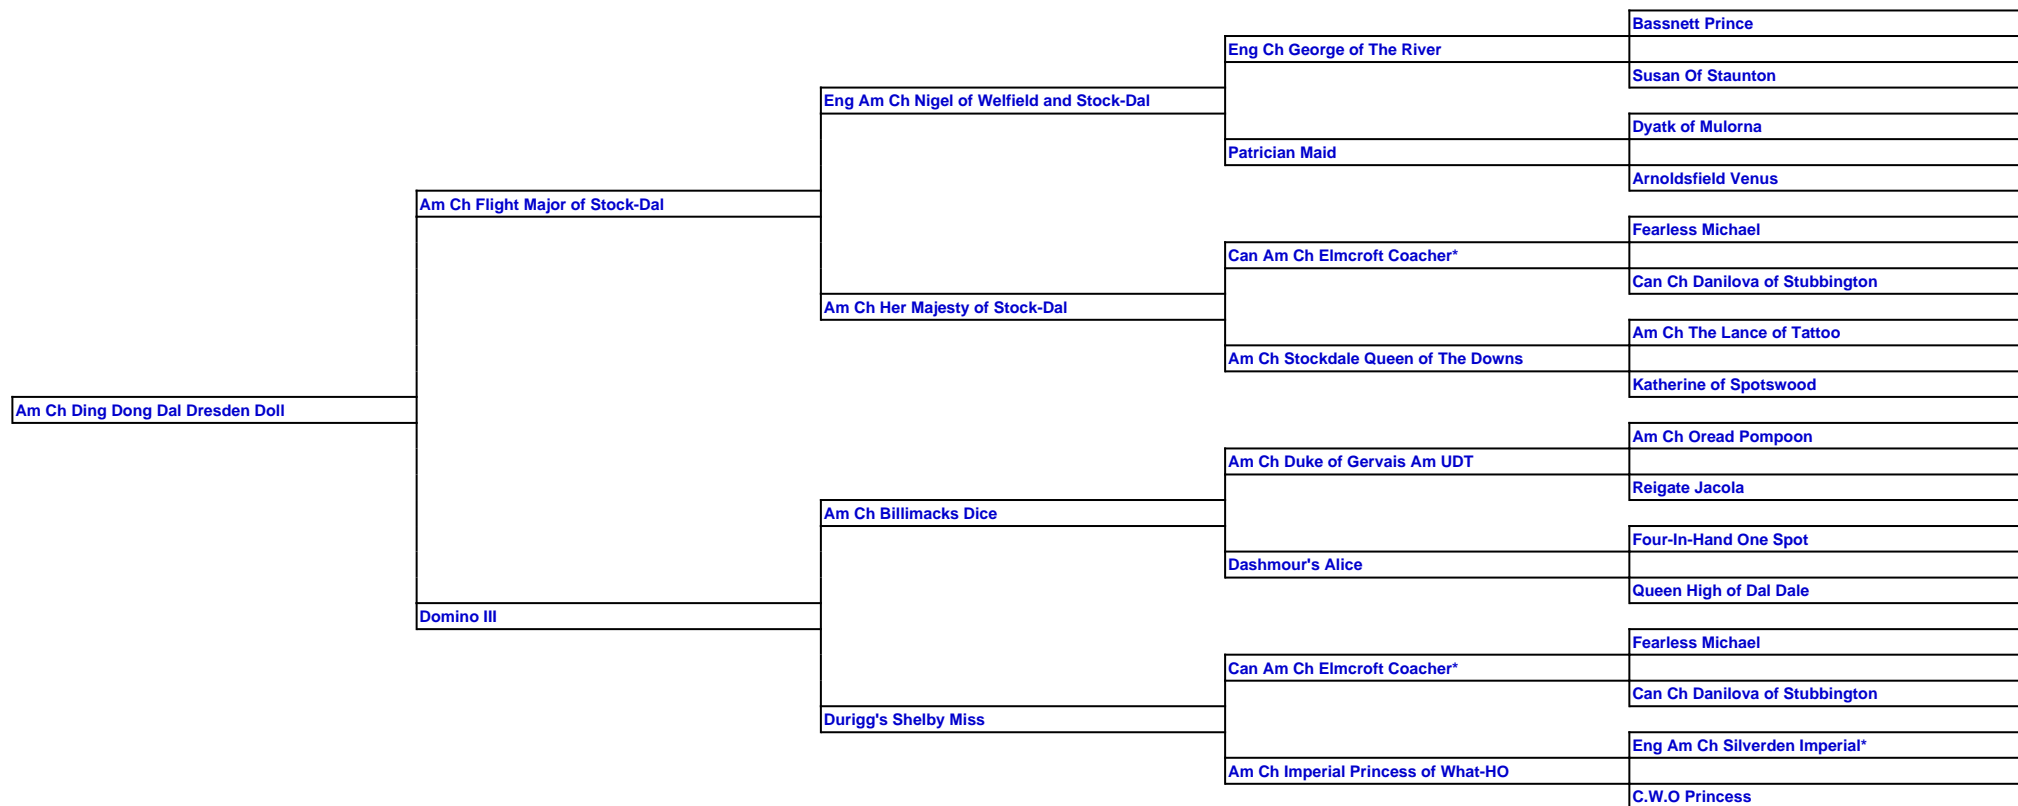 Bassnett Prince
Eng Ch George of The River
Susan Of Staunton
Eng Am Ch Nigel of Welfield and Stock-Dal
Dyatk of Mulorna
Patrician Maid
Arnoldsfield Venus
Am Ch Flight Major of Stock-Dal
Fearless Michael
Can Am Ch Elmcroft Coacher*
Can Ch Danilova of Stubbington
Am Ch Her Majesty of Stock-Dal
Am Ch The Lance of Tattoo
Am Ch Stockdale Queen of The Downs
Katherine of Spotswood
Am Ch Ding Dong Dal Dresden Doll
Am Ch Oread Pompoon
Am Ch Duke of Gervais Am UDT
Reigate Jacola
Am Ch Billimacks Dice
Four-In-Hand One Spot
Dashmour's Alice
Queen High of Dal Dale
Domino III
Fearless Michael
Can Am Ch Elmcroft Coacher*
Can Ch Danilova of Stubbington
Durigg's Shelby Miss
Eng Am Ch Silverden Imperial*
Am Ch Imperial Princess of What-HO
C.W.O Princess